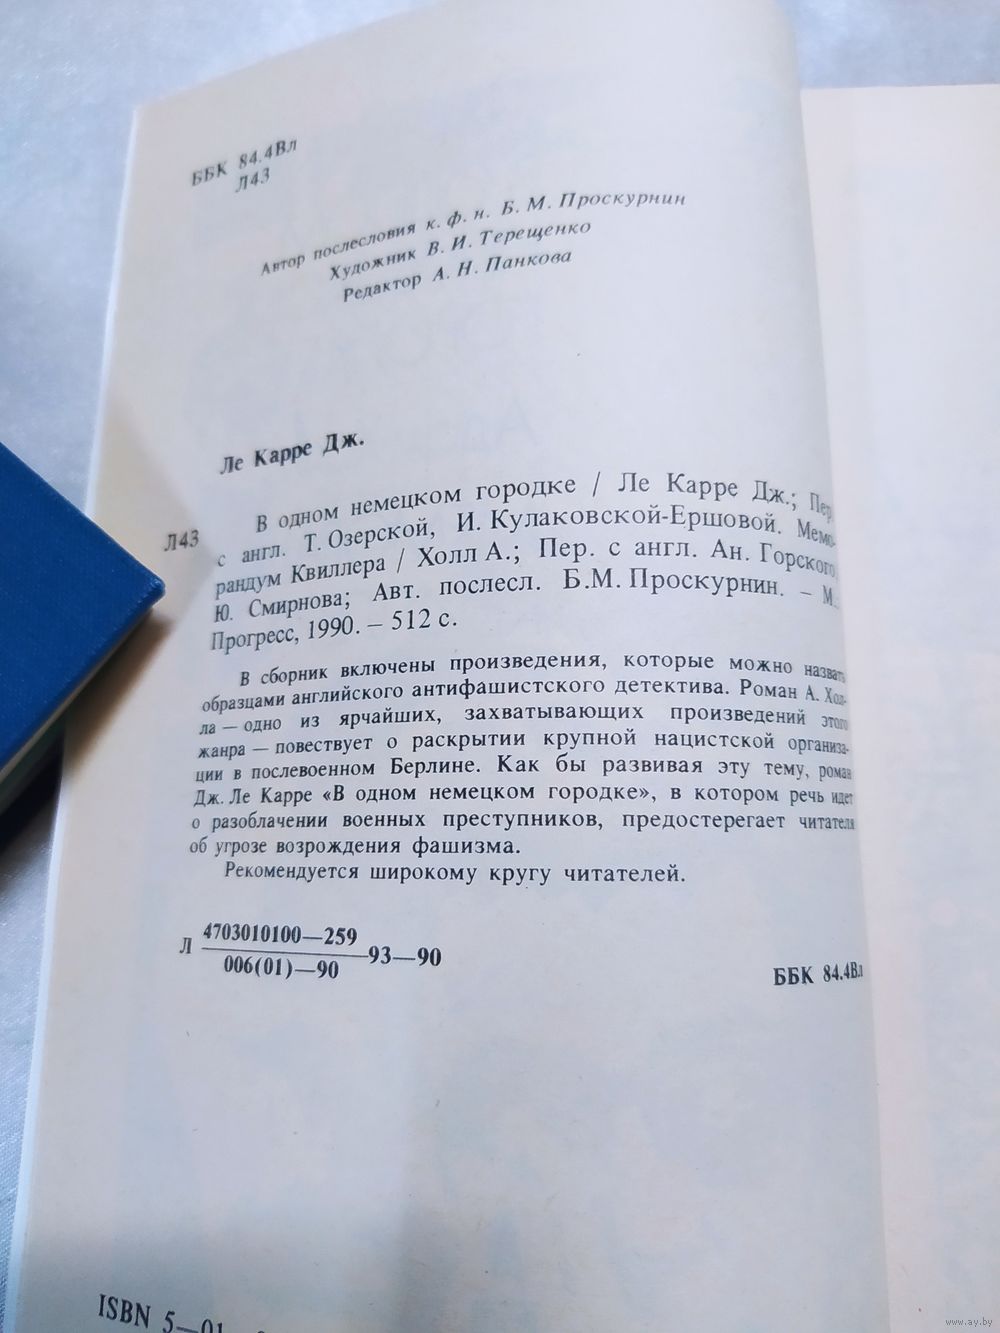 ББК 84.4Вл
Л43
Автор послесловия к. ф. н. Б. М. Проскурнин
Художник В. И. Терещенко
Редактор А. Н. Панкова
Ле Карре Дж.
Л43 В одном немецком городке / Ле Карре Дж.; Пер.
с англ. Т. Озерской, И. Кулаковской-Ершовой. Мемо-
рандум Квиллера / Холл А.; Пер. с англ. Ан. Горского,
Ю. Смирнова; Авт. послесл. Б.М. Проскурнин. – М.:
Прогресс, 1990. – 512 с.
В сборник включены произведения, которые можно назвать
образцами английского антифашистского детектива. Роман А. Хол-
ла — одно из ярчайших, захватывающих произведений этого
жанра — повествует о раскрытии крупной нацистской организа-
ции в послевоенном Берлине. Как бы развивая эту тему, роман
Дж. Ле Карре «В одном немецком городке», в котором речь идет
о разоблачении военных преступников, предостерегает читателя
об угрозе возрождения фашизма.
Рекомендуется широкому кругу читателей.
4703010100—259
Л 93—90
006(01)—90
ББК 84.4Вл
ISBN 5—01
www.ay.by